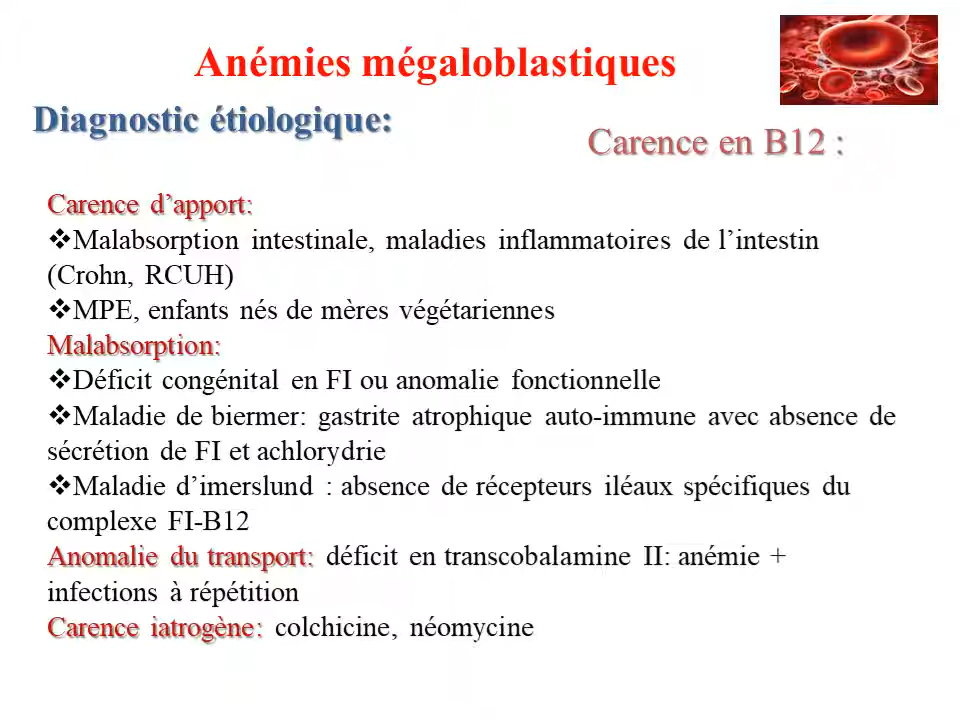 Anémies mégaloblastiques
Diagnostic étiologique:
Carence en B12 :
Carence d’apport:
❖Malabsorption intestinale, maladies inflammatoires de l’intestin
(Crohn, RCUH)
❖MPE, enfants nés de mères végétariennes
Malabsorption:
❖Déficit congénital en FI ou anomalie fonctionnelle
❖Maladie de biermer: gastrite atrophique auto-immune avec absence de
sécrétion de FI et achlorydrie
❖Maladie d’imerslund : absence de récepteurs iléaux spécifiques du
complexe FI-B12
Anomalie du transport: déficit en transcobalamine II: anémie +
infections à répétition
Carence iatrogène: colchicine, néomycine